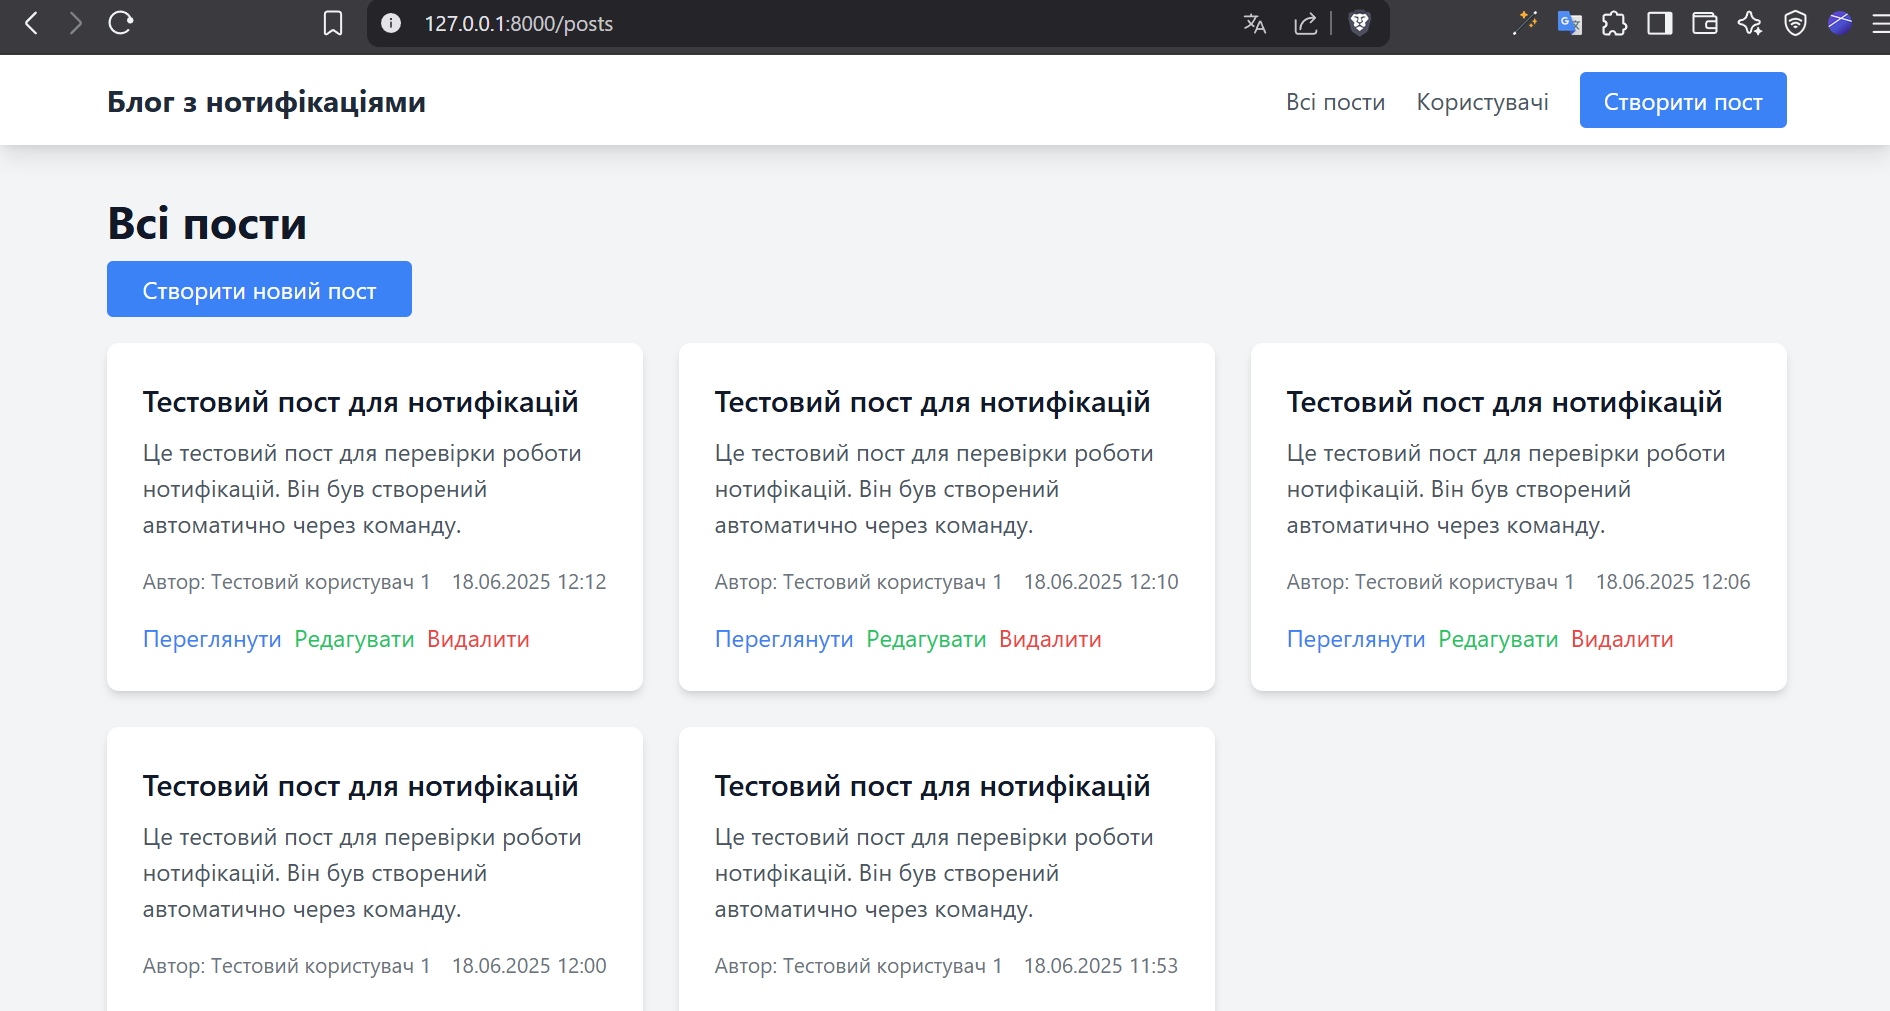 127.0.0.1:8000/posts
Блог з нотифікаціями
Всі пости
Користувачі
Створити пост
Всі пости
Створити новий пост
Тестовий пост для нотифікацій
Це тестовий пост для перевірки роботи
нотифікацій. Він був створений
автоматично через команду.
Автор: Тестовий користувач 1 18.06.2025 12:12
Переглянути Редагувати Видалити
Тестовий пост для нотифікацій
Це тестовий пост для перевірки роботи
нотифікацій. Він був створений
автоматично через команду.
Автор: Тестовий користувач 1 18.06.2025 12:10
Переглянути Редагувати Видалити
Тестовий пост для нотифікацій
Це тестовий пост для перевірки роботи
нотифікацій. Він був створений
автоматично через команду.
Автор: Тестовий користувач 1 18.06.2025 12:06
Переглянути Редагувати Видалити
Тестовий пост для нотифікацій
Це тестовий пост для перевірки роботи
нотифікацій. Він був створений
автоматично через команду.
Автор: Тестовий користувач 1 18.06.2025 12:00
Тестовий пост для нотифікацій
Це тестовий пост для перевірки роботи
нотифікацій. Він був створений
автоматично через команду.
Автор: Тестовий користувач 1 18.06.2025 11:53